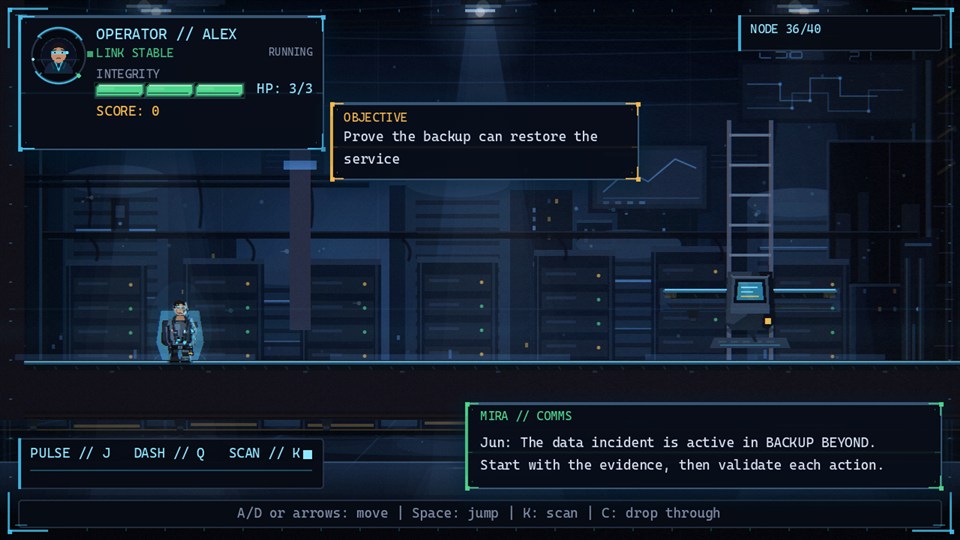 OPERATOR // ALEX
LINK STABLE
RUNNING
INTEGRITY
HP: 3/3
SCORE: 0
NODE 36/40
OBJECTIVE
Prove the backup can restore the
service
MIRA // COMMS
Jun: The data incident is active in BACKUP BEYOND.
Start with the evidence, then validate each action.
PULSE // J DASH // Q SCAN // K
A/D or arrows: move | Space: jump | K: scan | C: drop through